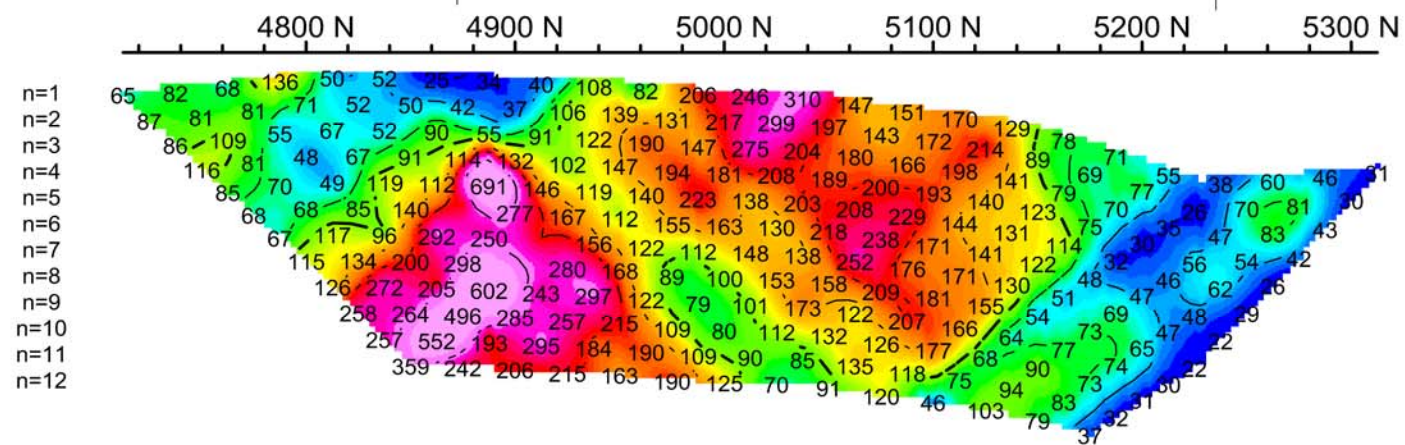 4800 N 4900 N 5000 N 5100 N 5200 N 5300 N
n=1 65 82 68 136 50 52 25 34 40 108 82 206 246 310 147 151 170 129 78 71 55 38 60 46 31
n=2 87 81 81 71 52 50 42 37 106 139 131 217 299 197 143 172 214 89 69 77 26 70 81 30
n=3 86 109 55 67 52 90 55 91 122 190 147 275 204 180 166 198 141 79 70 35 47 83 43
n=4 116 81 48 67 91 114 132 102 147 194 181 208 189 200 193 140 123 75 30 56 54 42
n=5 85 70 49 119 112 691 146 119 140 223 138 203 208 229 144 131 114 32 46 62 26
n=6 68 68 85 140 277 167 112 155 163 130 218 238 171 141 122 48 47 48 29
n=7 67 117 96 292 250 156 122 112 148 138 252 176 171 130 51 69 47 22
n=8 115 134 200 298 280 168 89 100 153 158 209 181 155 54 73 65 22
n=9 126 272 205 602 243 297 122 79 101 173 122 207 166 64 77 74 30
n=10 258 264 496 285 257 215 109 80 112 132 126 177 68 90 73 31
n=11 257 552 193 295 184 190 109 90 85 135 118 75 94 83 32
n=12 359 242 206 215 163 190 125 70 91 120 46 103 79 37